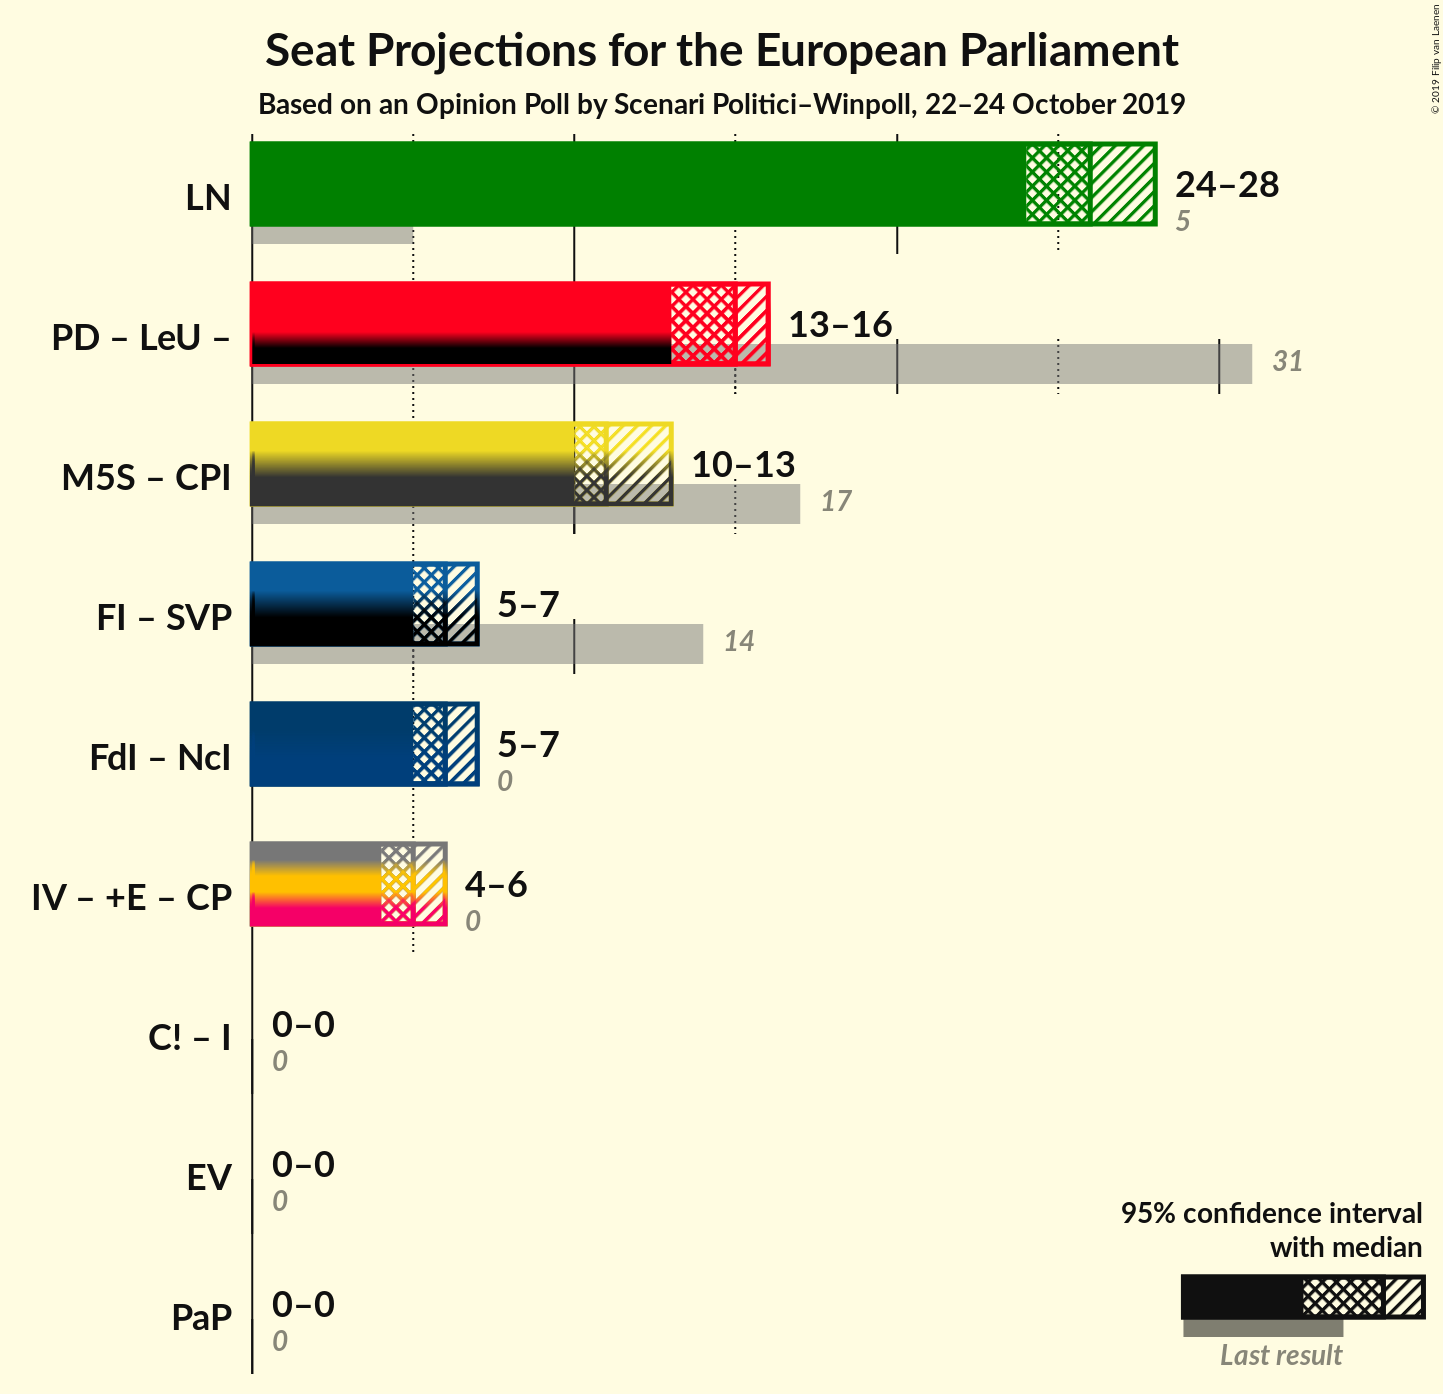 Seat Projections for the European Parliament
Based on an Opinion Poll by Scenari Politici–Winpoll, 22–24 October 2019
© 2019 Filip van Laenen
LN
24–28
5
PD – LeU –
13–16
31
M5S – CPI
10–13
17
FI – SVP
5–7
14
FdI – NcI
5–7
0
IV – +E – CP
4–6
0
C! – I
0–0
0
EV
0–0
0
PaP
0–0
0
95% confidence interval
with median
Last result